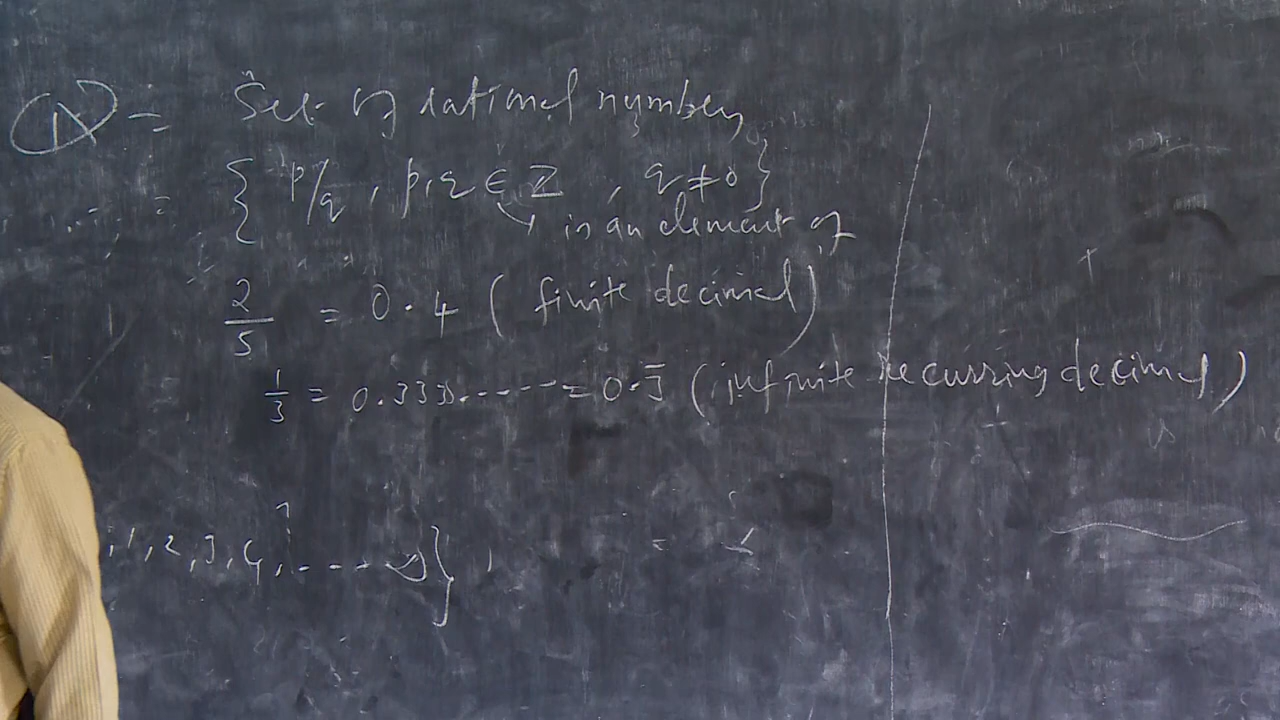 Q = Set of rational numbers
= { p/q , p, q ∈ Z , q ≠ 0 }
is an element of
2/5 = 0.4 ( finite decimal )
1/3 = 0.333...... = 0.3̅ ( infinite recurring decimal )
, 1, 2, 3, 4, .... ∞ } ,